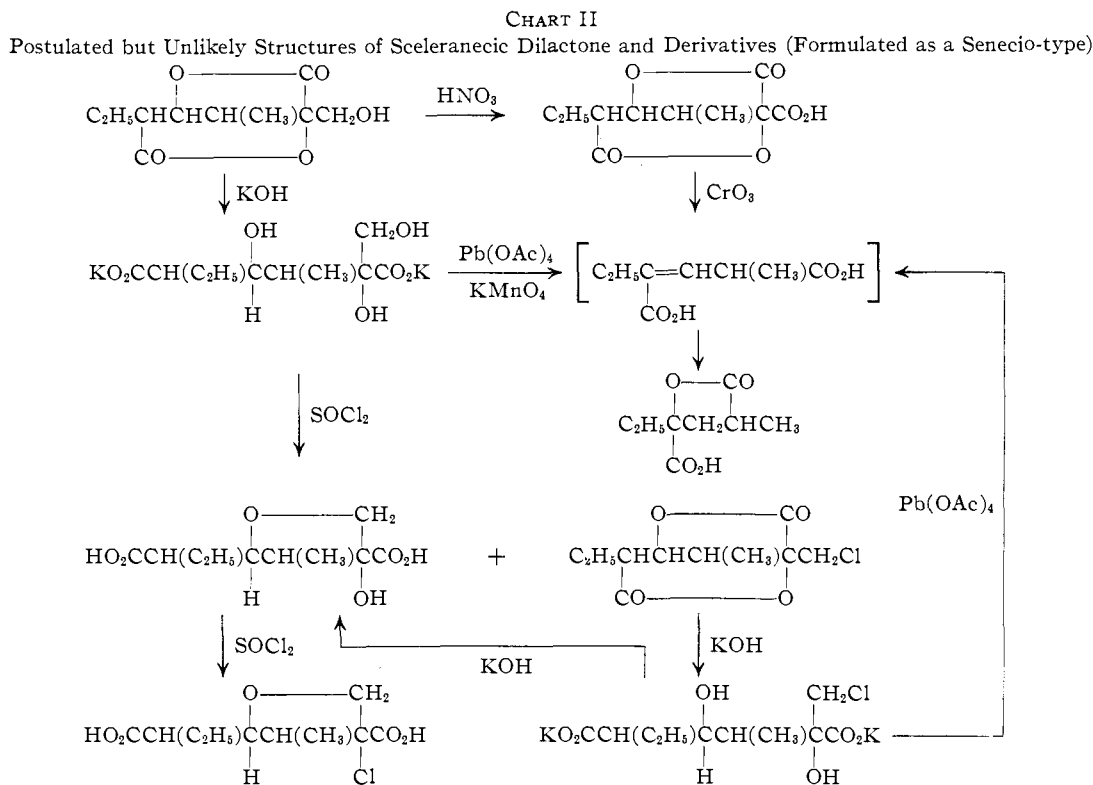 CHART II
Postulated but Unlikely Structures of Sceleranecic Dilactone and Derivatives (Formulated as a Senecio-type)
O CO
C₂H₅CHCHCH(CH₃)CCH₂OH
CO O
HNO₃
O CO
C₂H₅CHCHCH(CH₃)CCO₂H
CO O
KOH
CrO₃
OH CH₂OH
KO₂CCH(C₂H₅)CCH(CH₃)CCO₂K
H OH
Pb(OAc)₄
KMnO₄
C₂H₅C=CHCH(CH₃)CO₂H
CO₂H
O CO
C₂H₅CCH₂CHCH₃
CO₂H
SOCl₂
Pb(OAc)₄
O CH₂
HO₂CCH(C₂H₅)CCH(CH₃)CCO₂H
H OH
+
O CO
C₂H₅CHCHCH(CH₃)CCH₂Cl
CO O
SOCl₂
KOH
KOH
O CH₂
HO₂CCH(C₂H₅)CCH(CH₃)CCO₂H
H Cl
OH CH₂Cl
KO₂CCH(C₂H₅)CCH(CH₃)CCO₂K
H OH